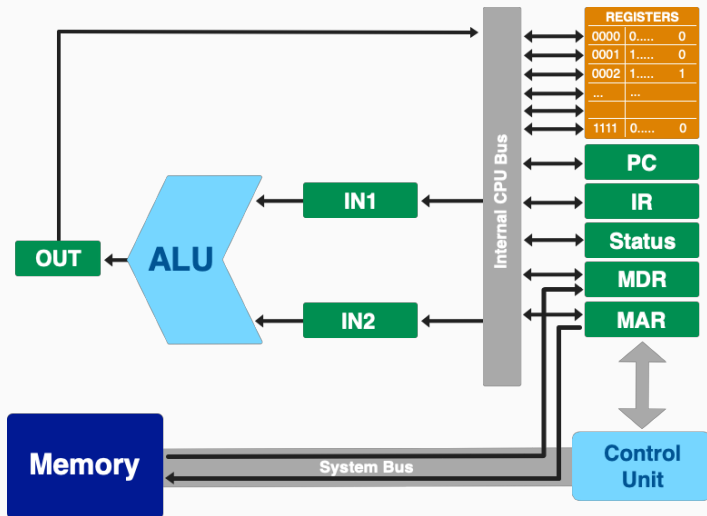 REGISTERS
0000 0..... 0
0001 1..... 0
0002 1..... 1
... ...
1111 0..... 0
Internal CPU Bus
PC
IR
Status
MDR
MAR
IN1
ALU
OUT
IN2
Memory
System Bus
Control
Unit